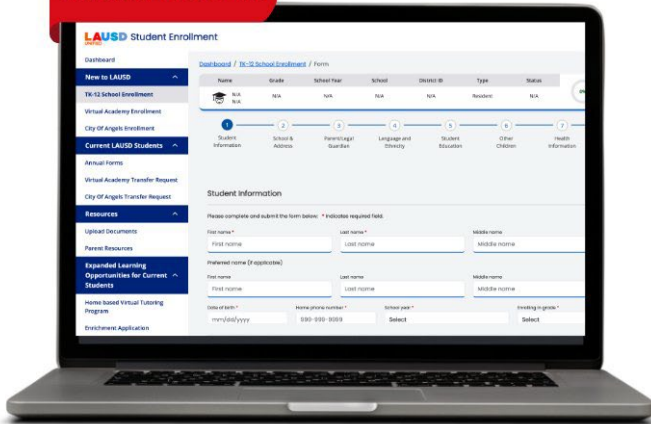 LAUSD Student Enrollment
UNIFIED
Dashboard
New to LAUSD
TK-12 School Enrollment
Virtual Academy Enrollment
City Of Angels Enrollment
Current LAUSD Students
Annual Forms
Virtual Academy Transfer Request
City Of Angels Transfer Request
Resources
Upload Documents
Parent Resources
Expanded Learning
Opportunities for Current
Students
Home based Virtual Tutoring
Program
Enrichment Application
Dashboard / TK-12 School Enrollment / Form
Name Grade School Year School District ID Type Status
N/A N/A N/A N/A N/A Resident N/A
N/A
1 2 3 4 5 6 7
Student Information School & Address Parent/Legal Guardian Language and Ethnicity Student Education Other Children Health Information
Student Information
Please complete and submit the form below. * Indicates required field.
First name * Last name * Middle name
First name Last name Middle name
Preferred name (if applicable)
First name Last name Middle name
First name Last name Middle name
Date of birth * Home phone number * School year * Enrolling in grade *
mm/dd/yyyy 999-999-9999 Select Select